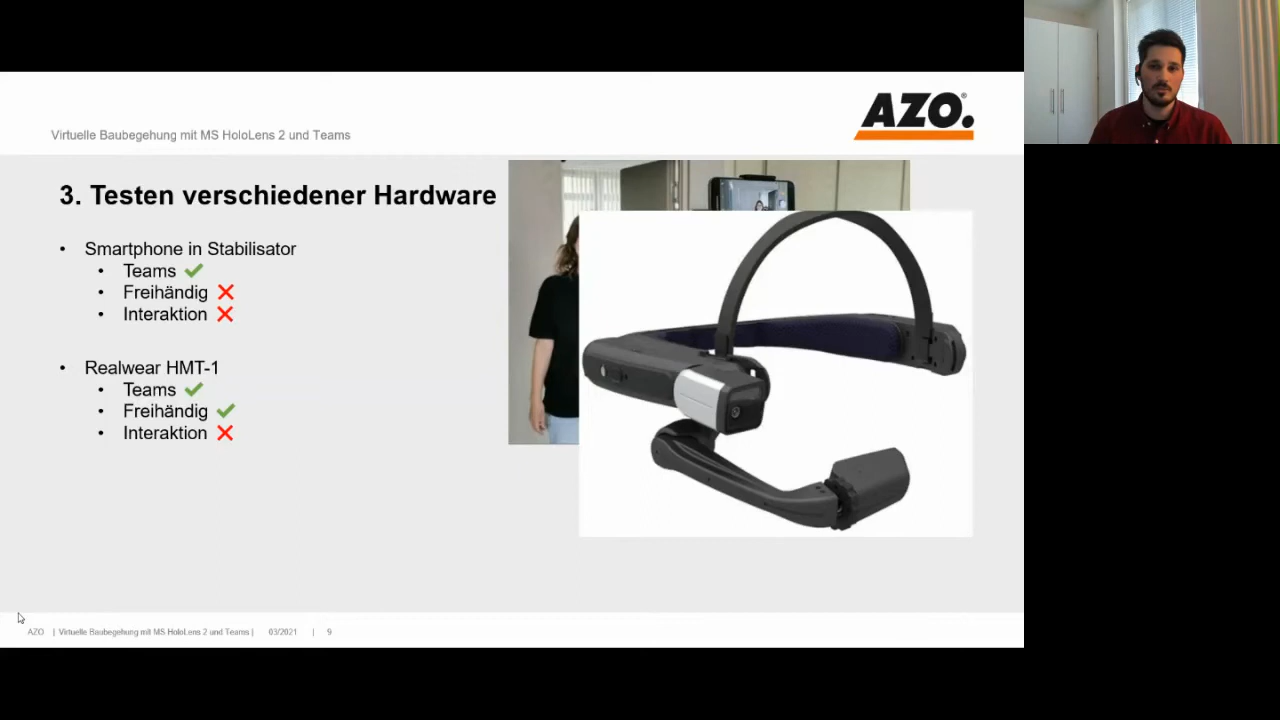 Virtuelle Baubegehung mit MS HoloLens 2 und Teams
AZO.®
3. Testen verschiedener Hardware
• Smartphone in Stabilisator
• Teams ✓
• Freihändig ✗
• Interaktion ✗
• Realwear HMT-1
• Teams ✓
• Freihändig ✓
• Interaktion ✗
AZO | Virtuelle Baubegehung mit MS HoloLens 2 und Teams | 03/2021 | 9